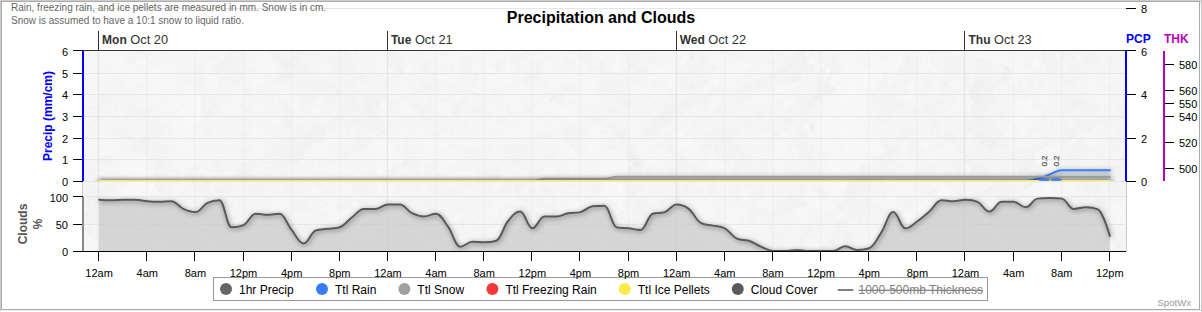 Rain, freezing rain, and ice pellets are measured in mm. Snow is in cm.
Snow is assumed to have a 10:1 snow to liquid ratio.
Precipitation and Clouds
8
Mon Oct 20 Tue Oct 21 Wed Oct 22 Thu Oct 23
PCP THK
6 6
580
5
4 4 560
550
3 540
2 2
520
1 500
0 0
Precip (mm/cm)
0.2 0.2
100
50
0
Clouds
%
12am 4am 8am 12pm 4pm 8pm 12am 4am 8am 12pm 4pm 8pm 12am 4am 8am 12pm 4pm 8pm 12am 4am 8am 12pm
1hr Precip Ttl Rain Ttl Snow Ttl Freezing Rain Ttl Ice Pellets Cloud Cover 1000-500mb Thickness
SpotWx